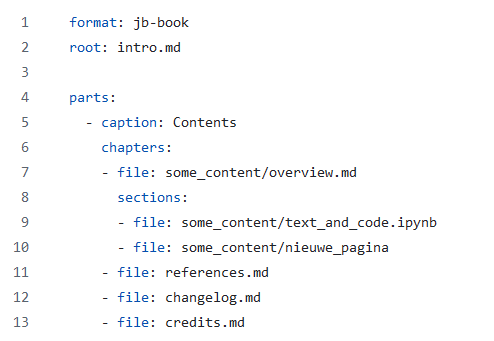 1 format: jb-book
2 root: intro.md
3
4 parts:
5   - caption: Contents
6     chapters:
7     - file: some_content/overview.md
8       sections:
9       - file: some_content/text_and_code.ipynb
10       - file: some_content/nieuwe_pagina
11     - file: references.md
12     - file: changelog.md
13     - file: credits.md